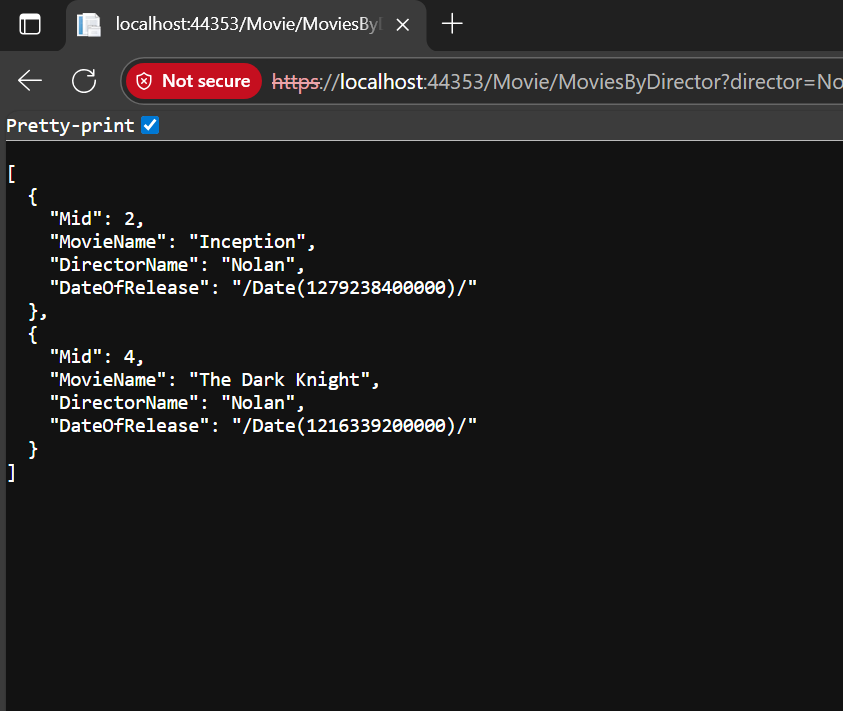 localhost:44353/Movie/MoviesBy
Not secure https://localhost:44353/Movie/MoviesByDirector?director=No
Pretty-print
[
  {
    "Mid": 2,
    "MovieName": "Inception",
    "DirectorName": "Nolan",
    "DateOfRelease": "/Date(1279238400000)/"
  },
  {
    "Mid": 4,
    "MovieName": "The Dark Knight",
    "DirectorName": "Nolan",
    "DateOfRelease": "/Date(1216339200000)/"
  }
]